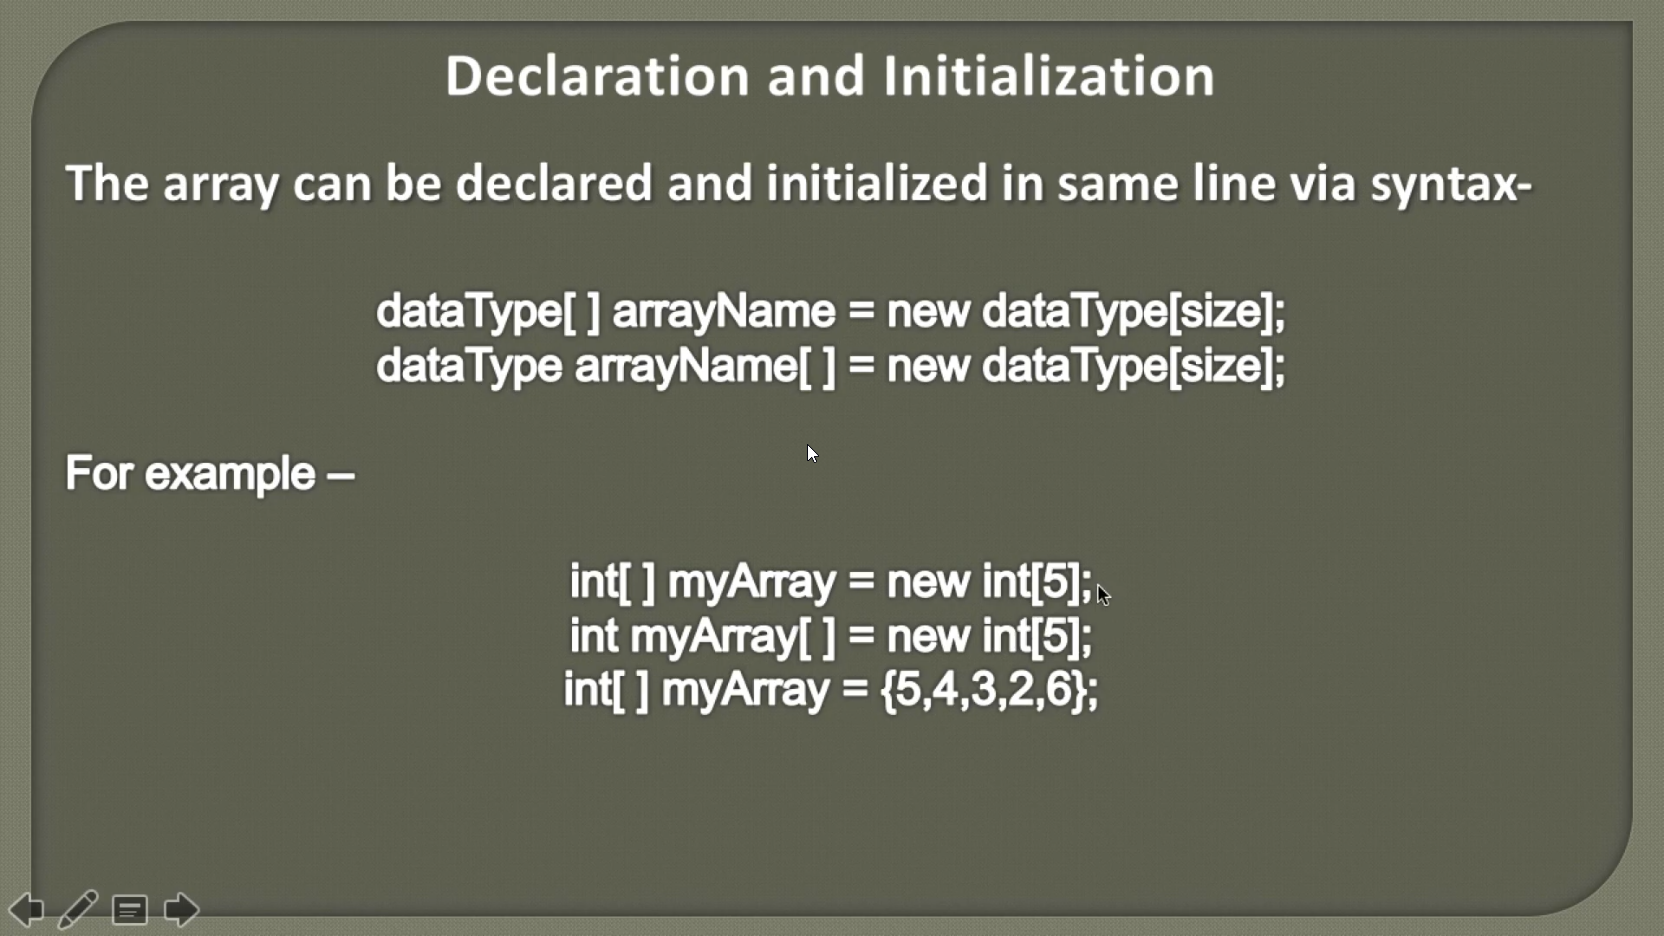 Declaration and Initialization
The array can be declared and initialized in same line via syntax-
dataType[ ] arrayName = new dataType[size];
dataType arrayName[ ] = new dataType[size];
For example –
int[ ] myArray = new int[5];
int myArray[ ] = new int[5];
int[ ] myArray = {5,4,3,2,6};